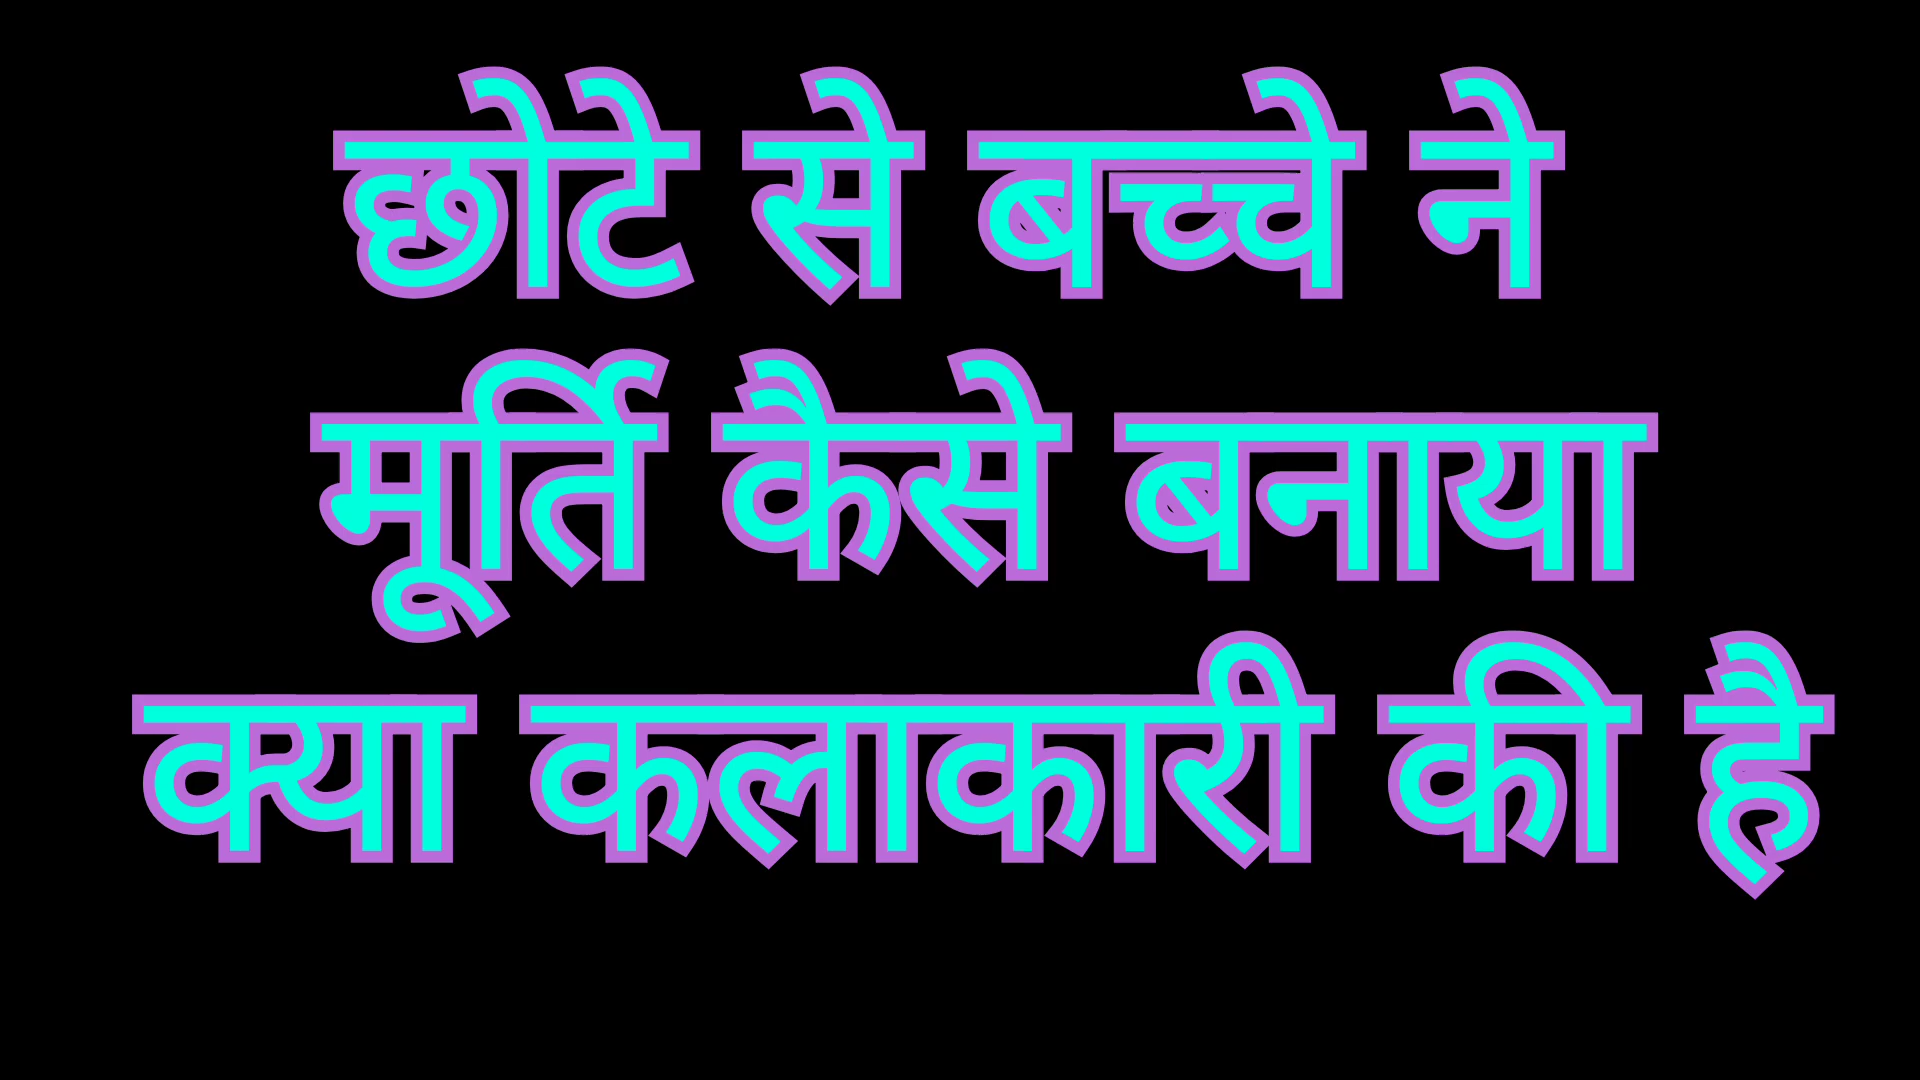 छोटे से बच्चे ने
मूर्ति कैसे बनाया
क्या कलाकारी की है